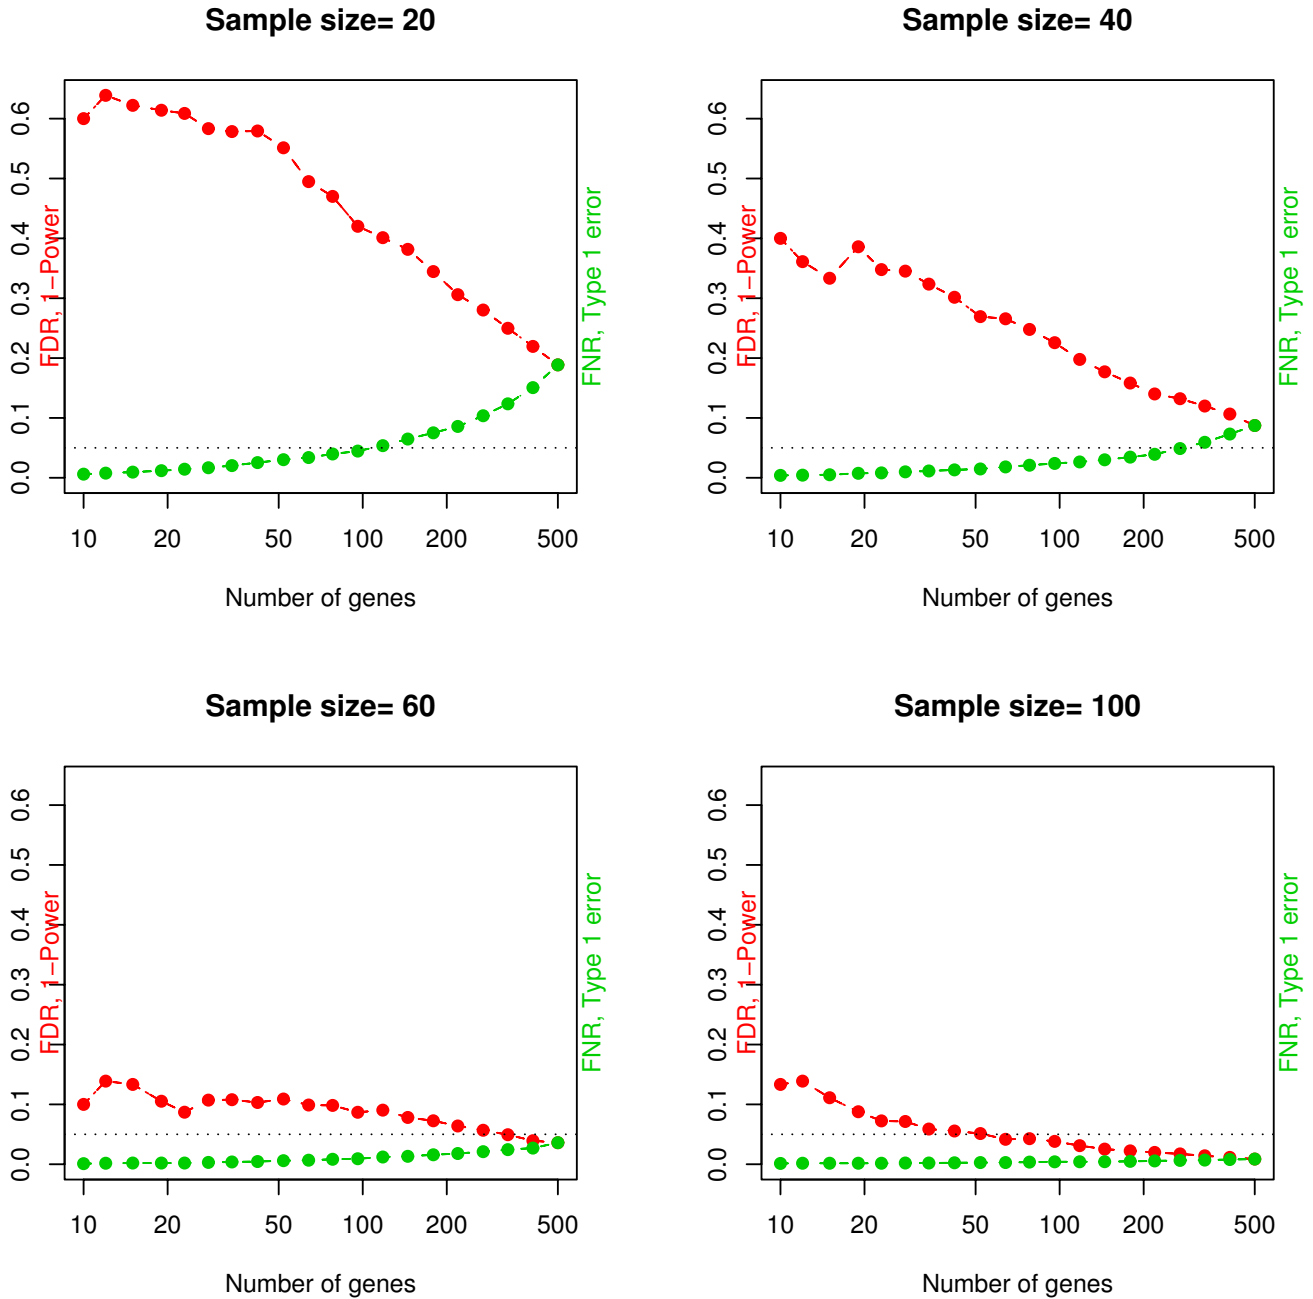 Sample size= 20
FDR, 1−Power
0.0 0.1 0.2 0.3 0.4 0.5 0.6
FNR, Type 1 error
10 20 50 100 200 500
Number of genes
Sample size= 40
FDR, 1−Power
0.0 0.1 0.2 0.3 0.4 0.5 0.6
FNR, Type 1 error
10 20 50 100 200 500
Number of genes
Sample size= 60
FDR, 1−Power
0.0 0.1 0.2 0.3 0.4 0.5 0.6
FNR, Type 1 error
10 20 50 100 200 500
Number of genes
Sample size= 100
FDR, 1−Power
0.0 0.1 0.2 0.3 0.4 0.5 0.6
FNR, Type 1 error
10 20 50 100 200 500
Number of genes